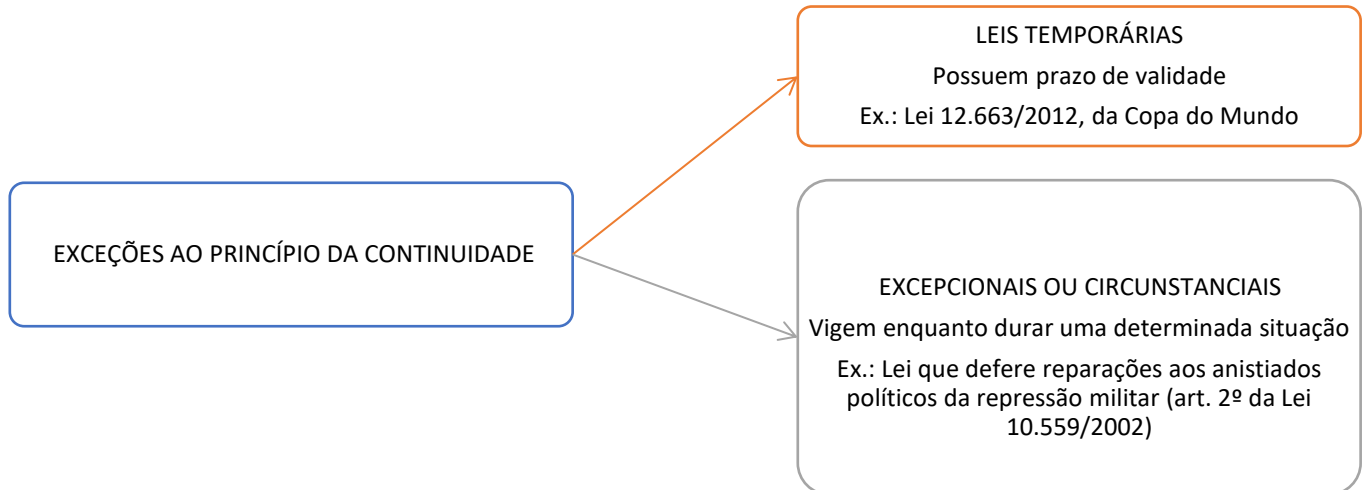 EXCEÇÕES AO PRINCÍPIO DA CONTINUIDADE
LEIS TEMPORÁRIAS
Possuem prazo de validade
Ex.: Lei 12.663/2012, da Copa do Mundo
EXCEPCIONAIS OU CIRCUNSTANCIAIS
Vigem enquanto durar uma determinada situação
Ex.: Lei que defere reparações aos anistiados
políticos da repressão militar (art. 2º da Lei
10.559/2002)